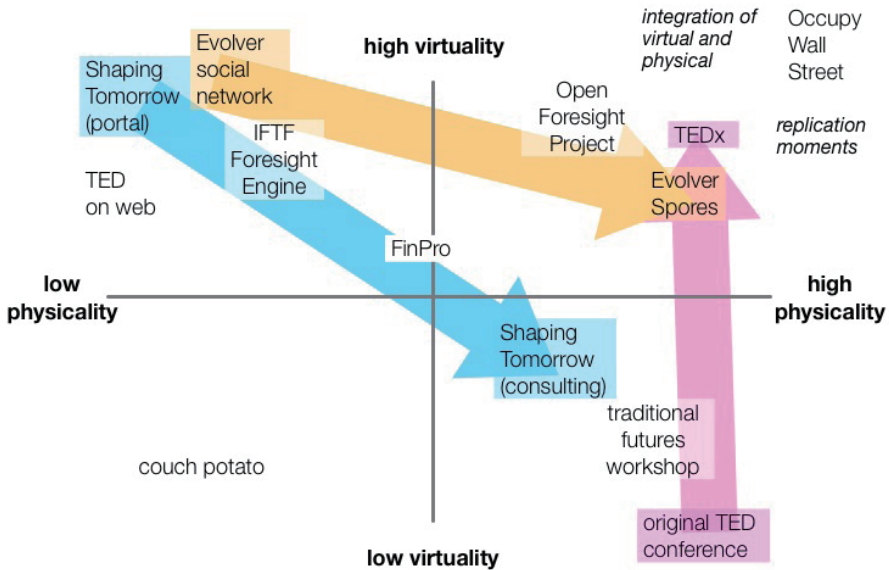 high virtuality
integration of
virtual and
physical
Occupy
Wall
Street
Evolver
social
network
Shaping
Tomorrow
(portal)
IFTF
Foresight
Engine
Open
Foresight
Project
TEDx
replication
moments
TED
on web
Evolver
Spores
FinPro
low
physicality
high
physicality
Shaping
Tomorrow
(consulting)
traditional
futures
workshop
couch potato
original TED
conference
low virtuality